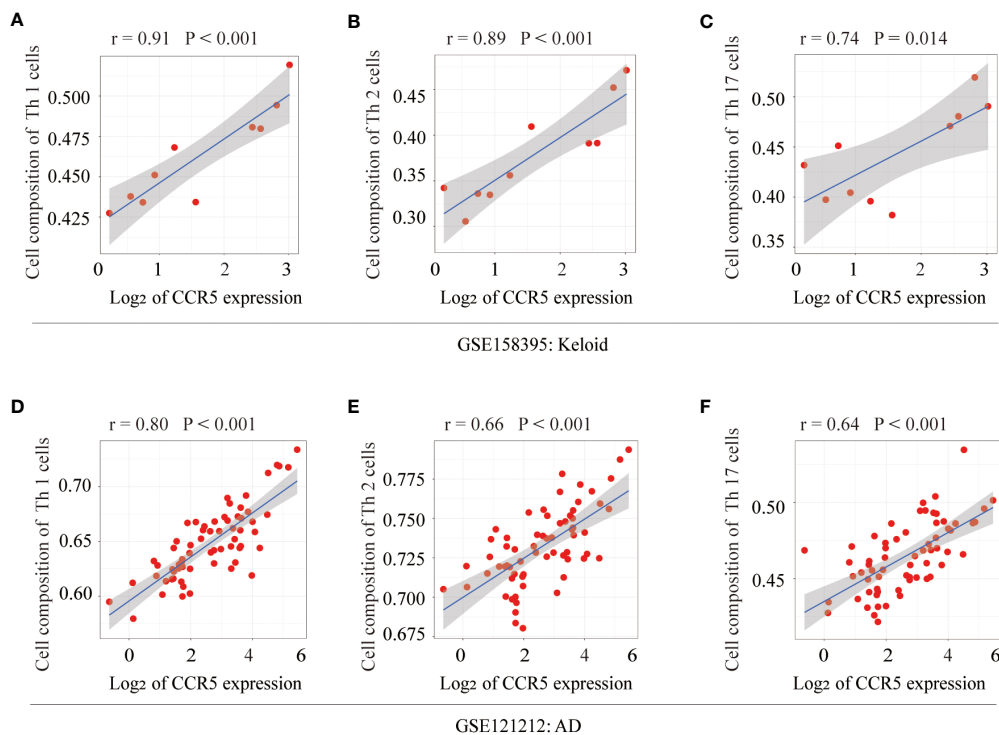 A
r = 0.91 P < 0.001
Cell composition of Th 1 cells
0.500
0.475
0.450
0.425
0 1 2 3
Log2 of CCR5 expression
B
r = 0.89 P < 0.001
Cell composition of Th 2 cells
0.45
0.40
0.35
0.30
0 1 2 3
Log2 of CCR5 expression
C
r = 0.74 P = 0.014
Cell composition of Th 17 cells
0.50
0.45
0.40
0.35
0 1 2 3
Log2 of CCR5 expression
GSE158395: Keloid
D
r = 0.80 P < 0.001
Cell composition of Th 1 cells
0.70
0.65
0.60
0 2 4 6
Log2 of CCR5 expression
E
r = 0.66 P < 0.001
Cell composition of Th 2 cells
0.775
0.750
0.725
0.700
0.675
0 2 4 6
Log2 of CCR5 expression
F
r = 0.64 P < 0.001
Cell composition of Th 17 cells
0.50
0.45
0 2 4 6
Log2 of CCR5 expression
GSE121212: AD